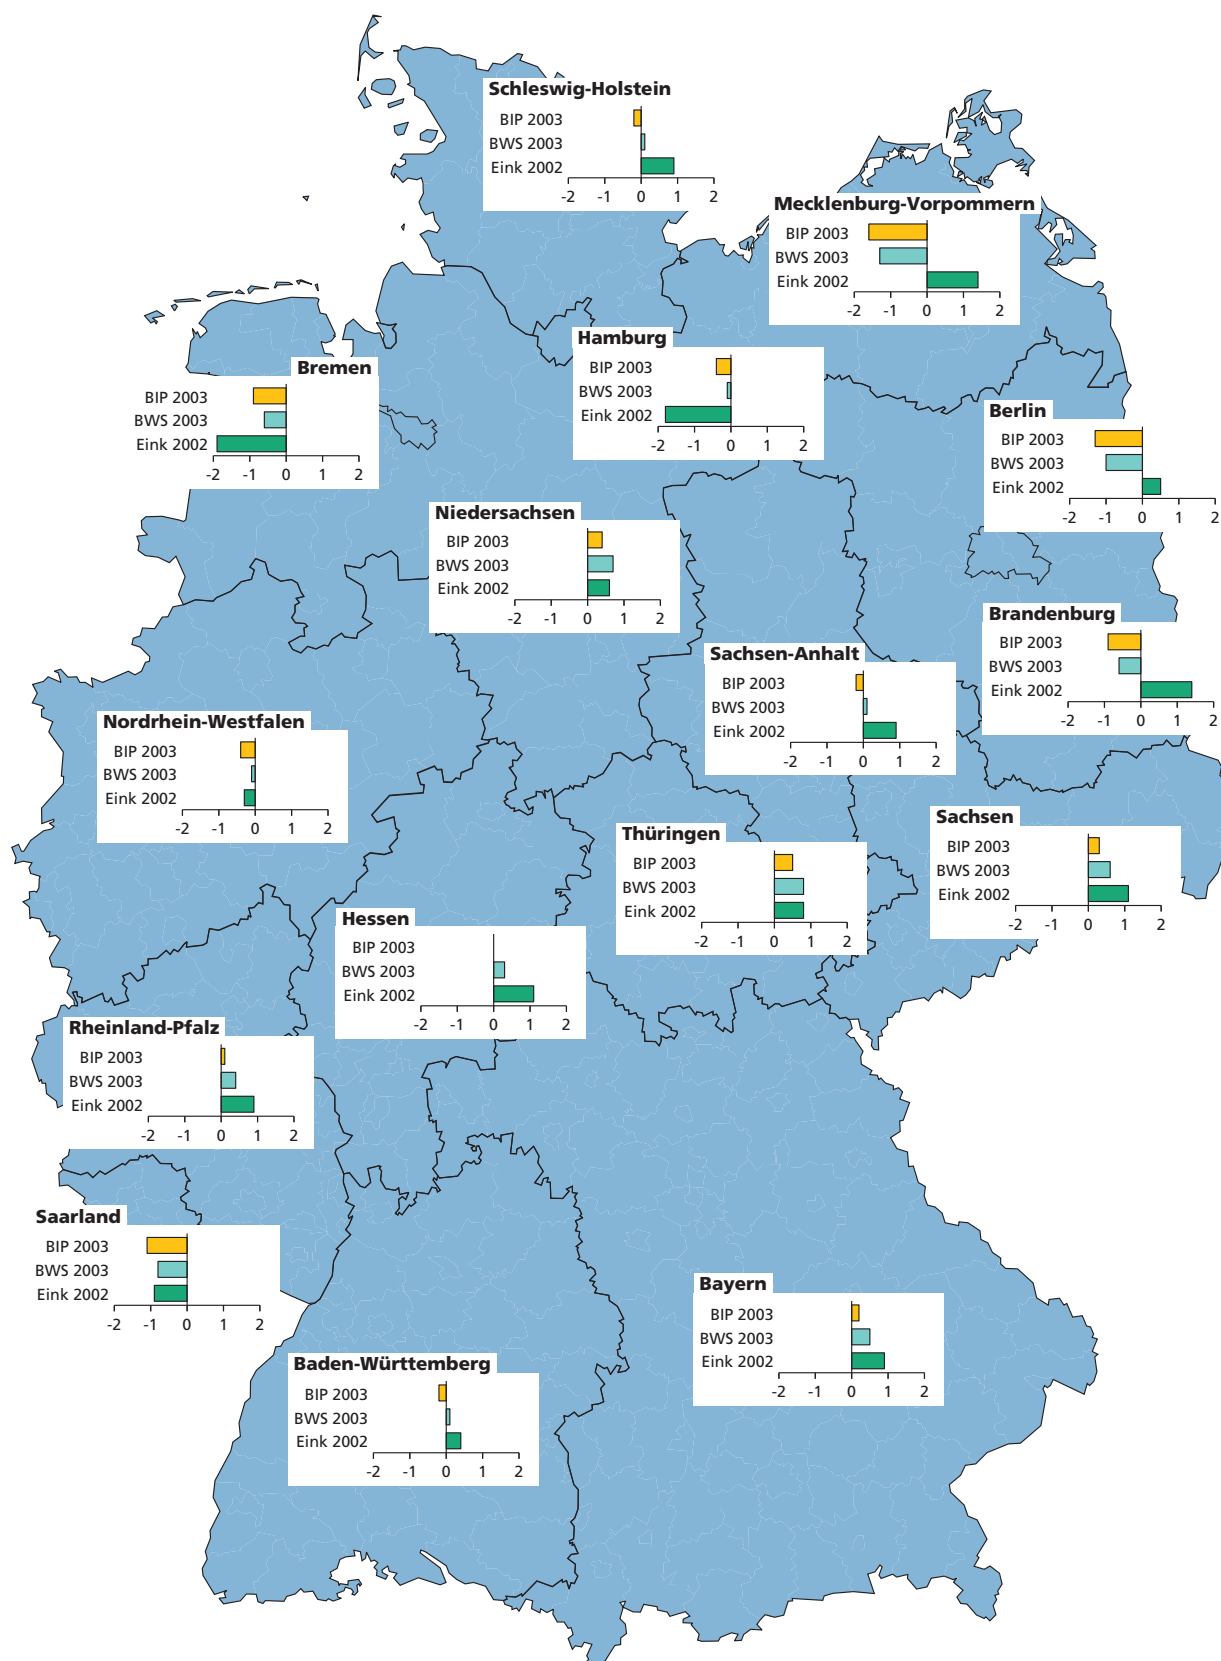 Schleswig-Holstein
BIP 2003
BWS 2003
Eink 2002
-2 -1 0 1 2
Mecklenburg-Vorpommern
BIP 2003
BWS 2003
Eink 2002
-2 -1 0 1 2
Hamburg
BIP 2003
BWS 2003
Eink 2002
-2 -1 0 1 2
Bremen
BIP 2003
BWS 2003
Eink 2002
-2 -1 0 1 2
Berlin
BIP 2003
BWS 2003
Eink 2002
-2 -1 0 1 2
Niedersachsen
BIP 2003
BWS 2003
Eink 2002
-2 -1 0 1 2
Brandenburg
BIP 2003
BWS 2003
Eink 2002
-2 -1 0 1 2
Sachsen-Anhalt
BIP 2003
BWS 2003
Eink 2002
-2 -1 0 1 2
Nordrhein-Westfalen
BIP 2003
BWS 2003
Eink 2002
-2 -1 0 1 2
Sachsen
BIP 2003
BWS 2003
Eink 2002
-2 -1 0 1 2
Thüringen
BIP 2003
BWS 2003
Eink 2002
-2 -1 0 1 2
Hessen
BIP 2003
BWS 2003
Eink 2002
-2 -1 0 1 2
Rheinland-Pfalz
BIP 2003
BWS 2003
Eink 2002
-2 -1 0 1 2
Saarland
BIP 2003
BWS 2003
Eink 2002
-2 -1 0 1 2
Bayern
BIP 2003
BWS 2003
Eink 2002
-2 -1 0 1 2
Baden-Württemberg
BIP 2003
BWS 2003
Eink 2002
-2 -1 0 1 2